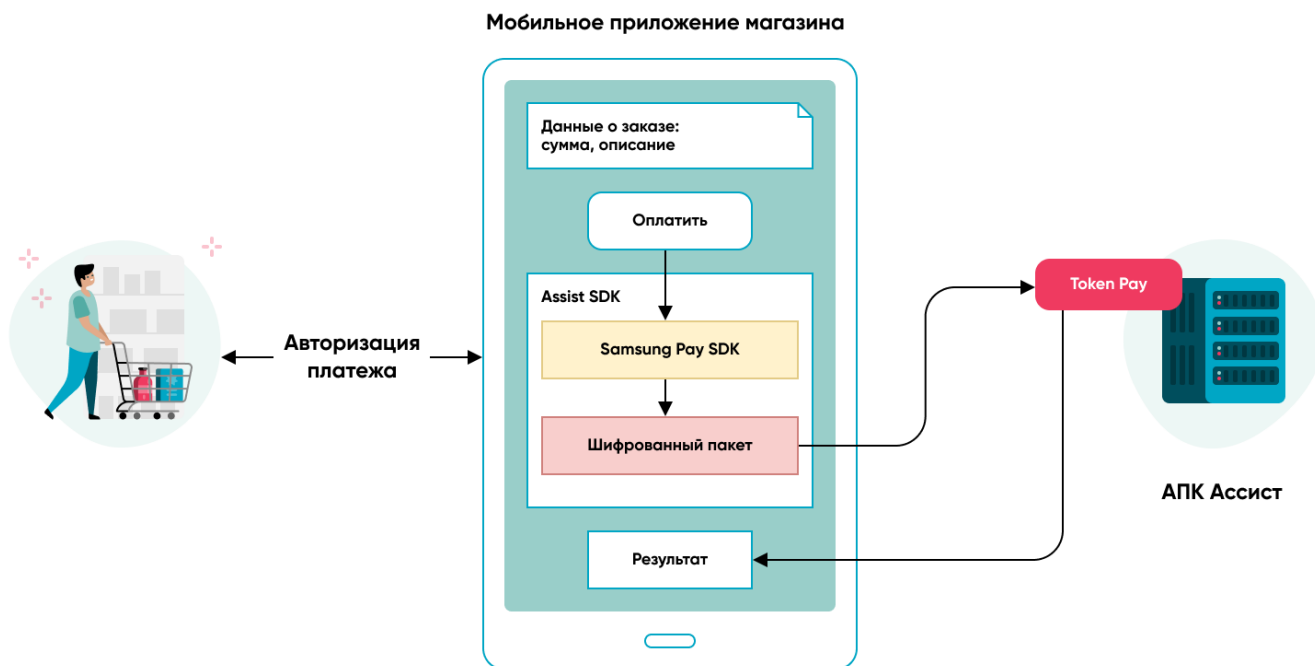 Мобильное приложение магазина
Данные о заказе:
сумма, описание
Оплатить
Assist SDK
Samsung Pay SDK
Шифрованный пакет
Результат
Авторизация
платежа
Token Pay
АПК Ассист